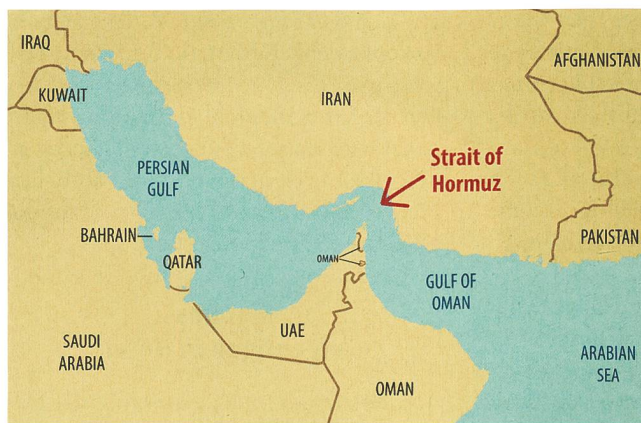 IRAQ
KUWAIT
IRAN
AFGHANISTAN
Strait of
Hormuz
PERSIAN
GULF
BAHRAIN
QATAR
OMAN
PAKISTAN
GULF OF
OMAN
UAE
SAUDI
ARABIA
OMAN
ARABIAN
SEA